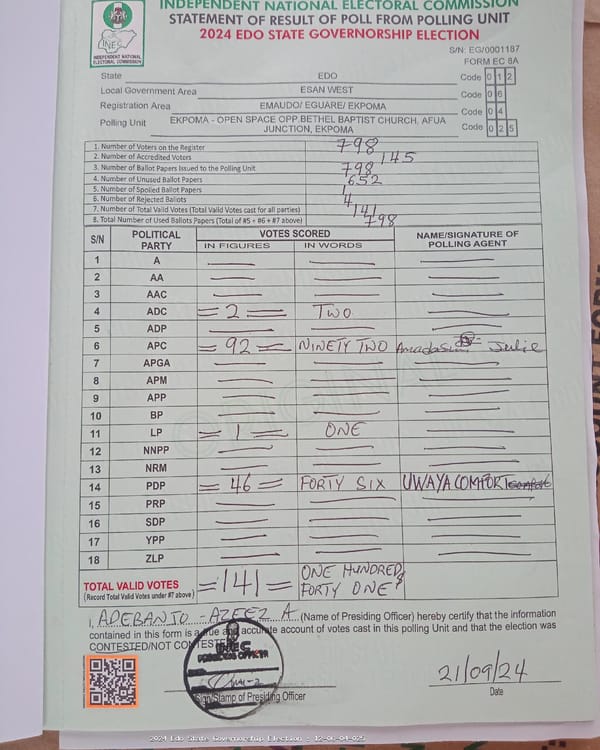 INDEPENDENT NATIONAL ELECTORAL COMMISSION
STATEMENT OF RESULT OF POLL FROM POLLING UNIT
2024 EDO STATE GOVERNORSHIP ELECTION
INEC
INDEPENDENT NATIONAL
ELECTORAL COMMISSION
S/N: EG/0001187
FORM EC 8A
State EDO Code 0 1 2
Local Government Area ESAN WEST Code 0 6
Registration Area EMAUDO/ EGUARE/ EKPOMA Code 0 4
Polling Unit EKPOMA - OPEN SPACE OPP.BETHEL BAPTIST CHURCH, AFUA JUNCTION, EKPOMA Code 0 2 5
1. Number of Voters on the Register 798
2. Number of Accredited Voters 145
3. Number of Ballot Papers Issued to the Polling Unit 798
4. Number of Unused Ballot Papers 652
5. Number of Spoiled Ballot Papers 1
6. Number of Rejected Ballots 4
7. Number of Total Valid Votes (Total Valid Votes cast for all parties) 141
8. Total Number of Used Ballots Papers (Total of #5 + #6 + #7 above) 798
S/N POLITICAL PARTY VOTES SCORED NAME/SIGNATURE OF POLLING AGENT
IN FIGURES IN WORDS
1 A
2 AA
3 AAC
4 ADC = 2 = TWO
5 ADP
6 APC = 92 = NINETY TWO Julie
7 APGA
8 APM
9 APP
10 BP
11 LP = 1 = ONE
12 NNPP
13 NRM
14 PDP = 46 = FORTY SIX UWAYA COMFORT
15 PRP
16 SDP
17 YPP
18 ZLP
TOTAL VALID VOTES = 141 = ONE HUNDRED & FORTY ONE
(Record Total Valid Votes under #7 above)
I, ADEBANTO - AZEEZ A (Name of Presiding Officer) hereby certify that the information
contained in this form is a true and accurate account of votes cast in this polling Unit and that the election was
CONTESTED/NOT CONTESTED
INEC
PRESIDING OFFICER
Sign/Stamp of Presiding Officer
21/09/24
Date
2024 Edo State Governorship Election - 12-06-04-025